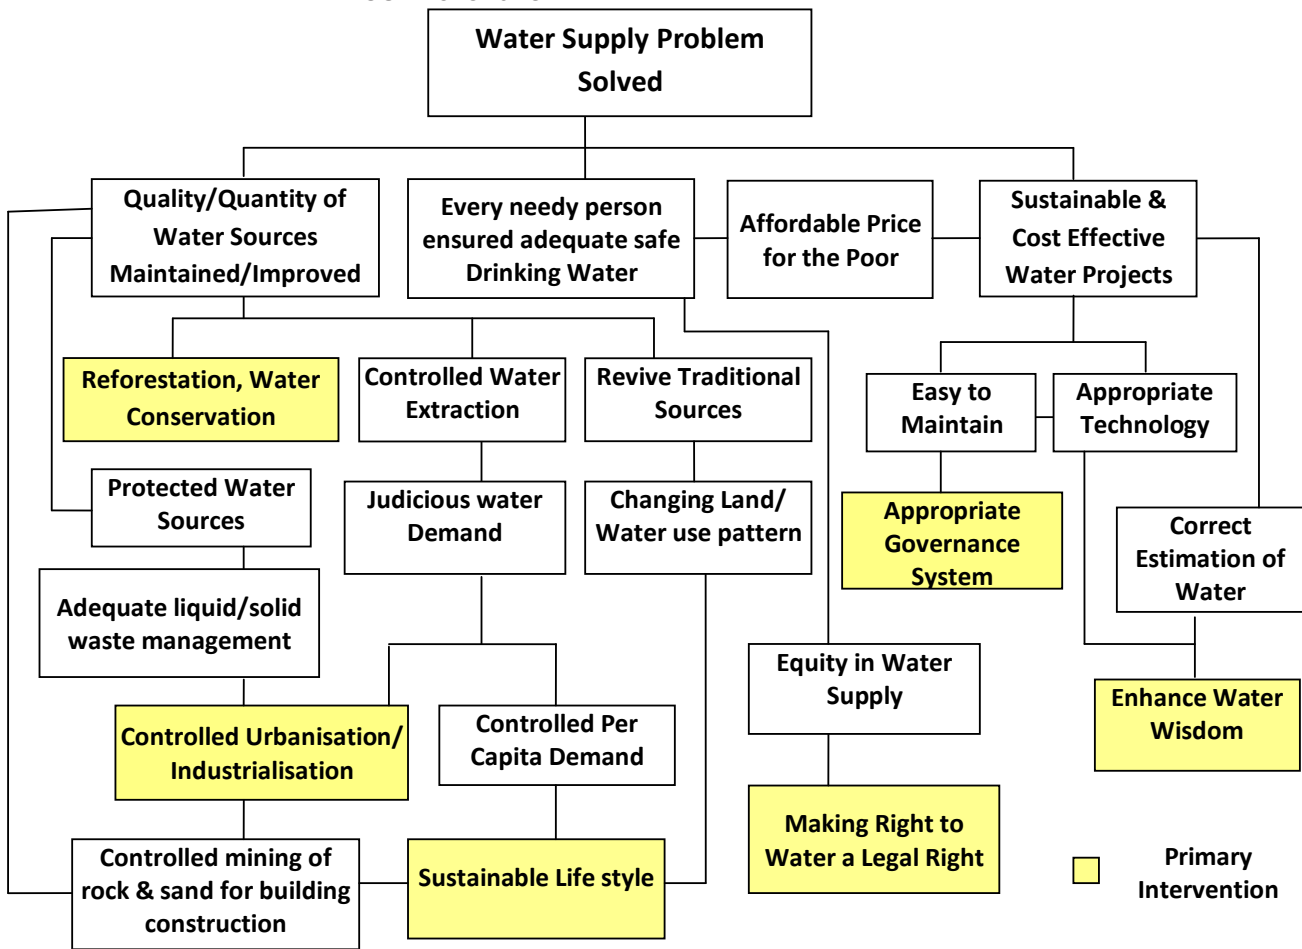 Water Supply Problem
Solved
Quality/Quantity of
Water Sources
Maintained/Improved
Every needy person
ensured adequate safe
Drinking Water
Affordable Price
for the Poor
Sustainable &
Cost Effective
Water Projects
Reforestation, Water
Conservation
Controlled Water
Extraction
Revive Traditional
Sources
Easy to
Maintain
Appropriate
Technology
Protected Water
Sources
Judicious water
Demand
Changing Land/
Water use pattern
Appropriate
Governance
System
Correct
Estimation of
Water
Adequate liquid/solid
waste management
Equity in Water
Supply
Enhance Water
Wisdom
Controlled Urbanisation/
Industrialisation
Controlled Per
Capita Demand
Making Right to
Water a Legal Right
Controlled mining of
rock & sand for building
construction
Sustainable Life style
Primary
Intervention